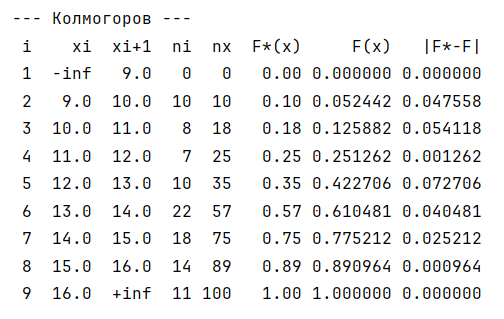 --- Колмогоров ---
i xi xi+1 ni nx F*(x) F(x) |F*-F|
1 -inf 9.0 0 0 0.00 0.000000 0.000000
2 9.0 10.0 10 10 0.10 0.052442 0.047558
3 10.0 11.0 8 18 0.18 0.125882 0.054118
4 11.0 12.0 7 25 0.25 0.251262 0.001262
5 12.0 13.0 10 35 0.35 0.422706 0.072706
6 13.0 14.0 22 57 0.57 0.610481 0.040481
7 14.0 15.0 18 75 0.75 0.775212 0.025212
8 15.0 16.0 14 89 0.89 0.890964 0.000964
9 16.0 +inf 11 100 1.00 1.000000 0.000000